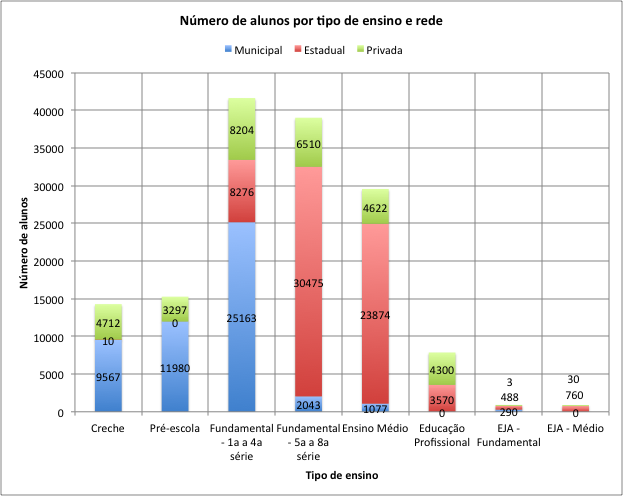 Número de alunos por tipo de ensino e rede
Municipal Estadual Privada
45000
40000
35000
30000
25000
20000
15000
10000
5000
0
Número de alunos
4712
10
9567
3297
0
11980
8204
8276
25163
6510
30475
2043
4622
23874
1077
4300
3570
0
3
488
290
30
760
0
Creche
Pré-escola
Fundamental
- 1a a 4a
série
Fundamental
- 5a a 8a
série
Ensino Médio
Educação
Profissional
EJA -
Fundamental
EJA - Médio
Tipo de ensino